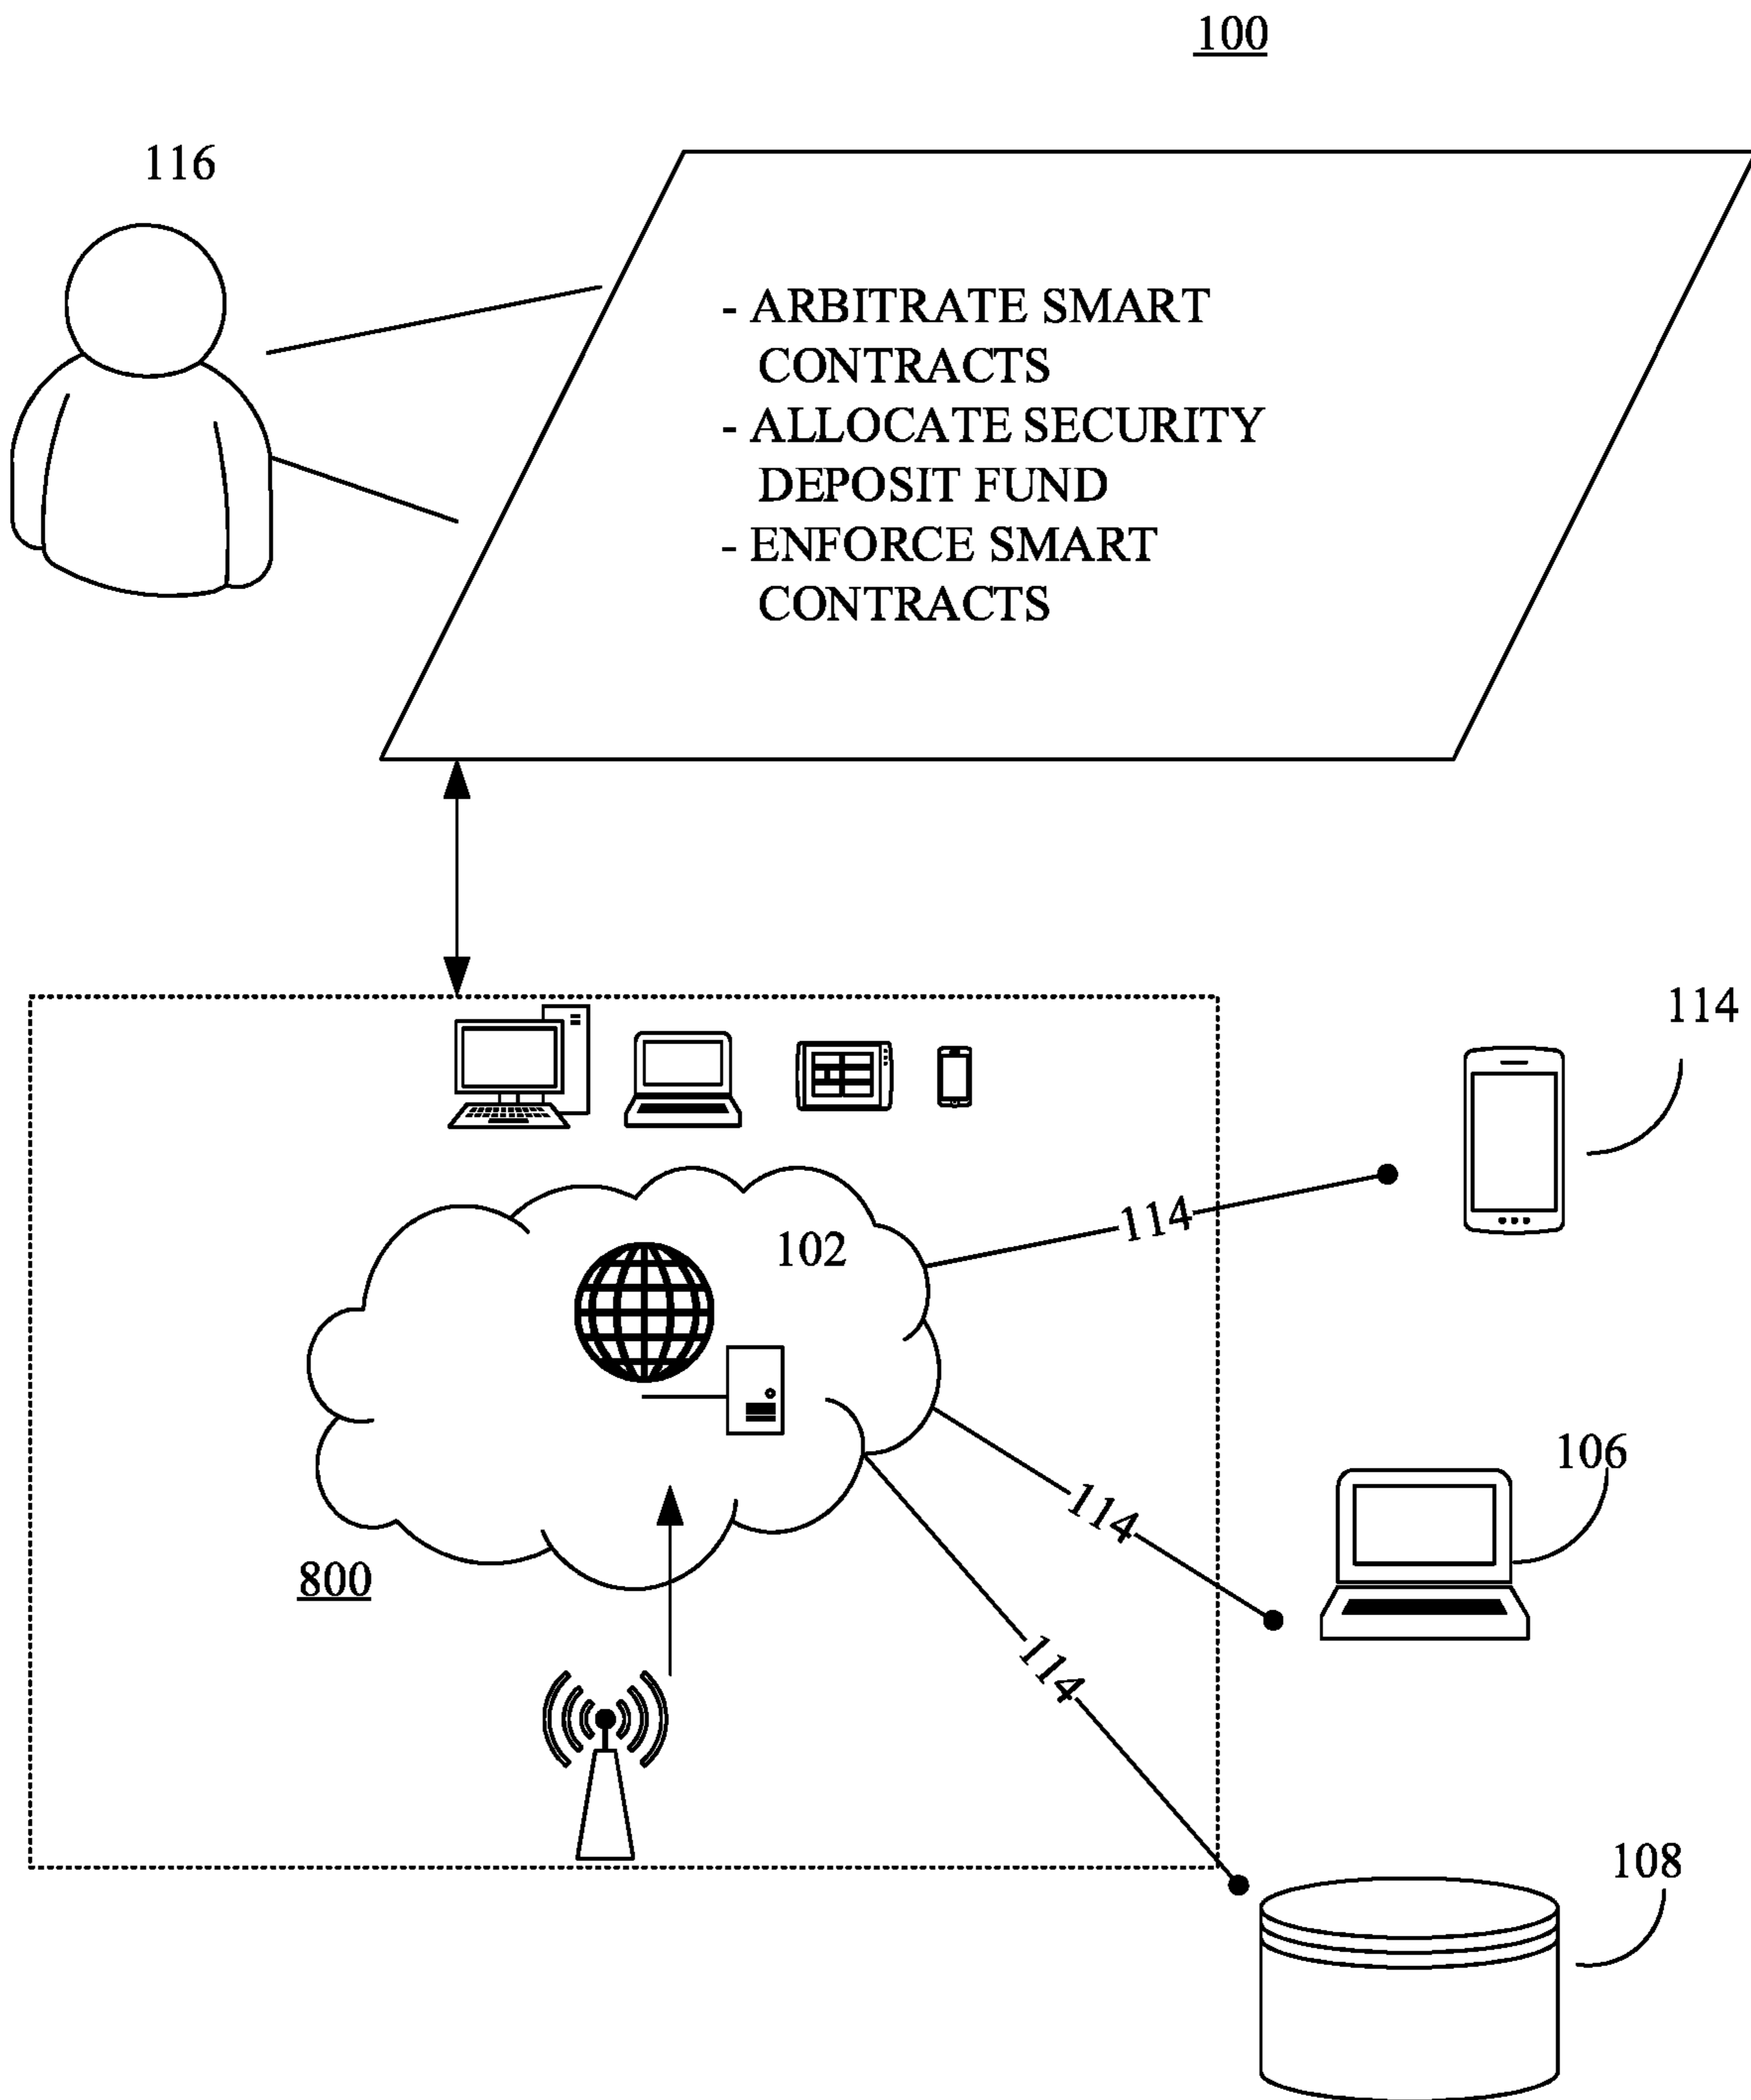 100
116
- ARBITRATE SMART
CONTRACTS
- ALLOCATE SECURITY
DEPOSIT FUND
- ENFORCE SMART
CONTRACTS
114
102
114
106
114
800
114
108